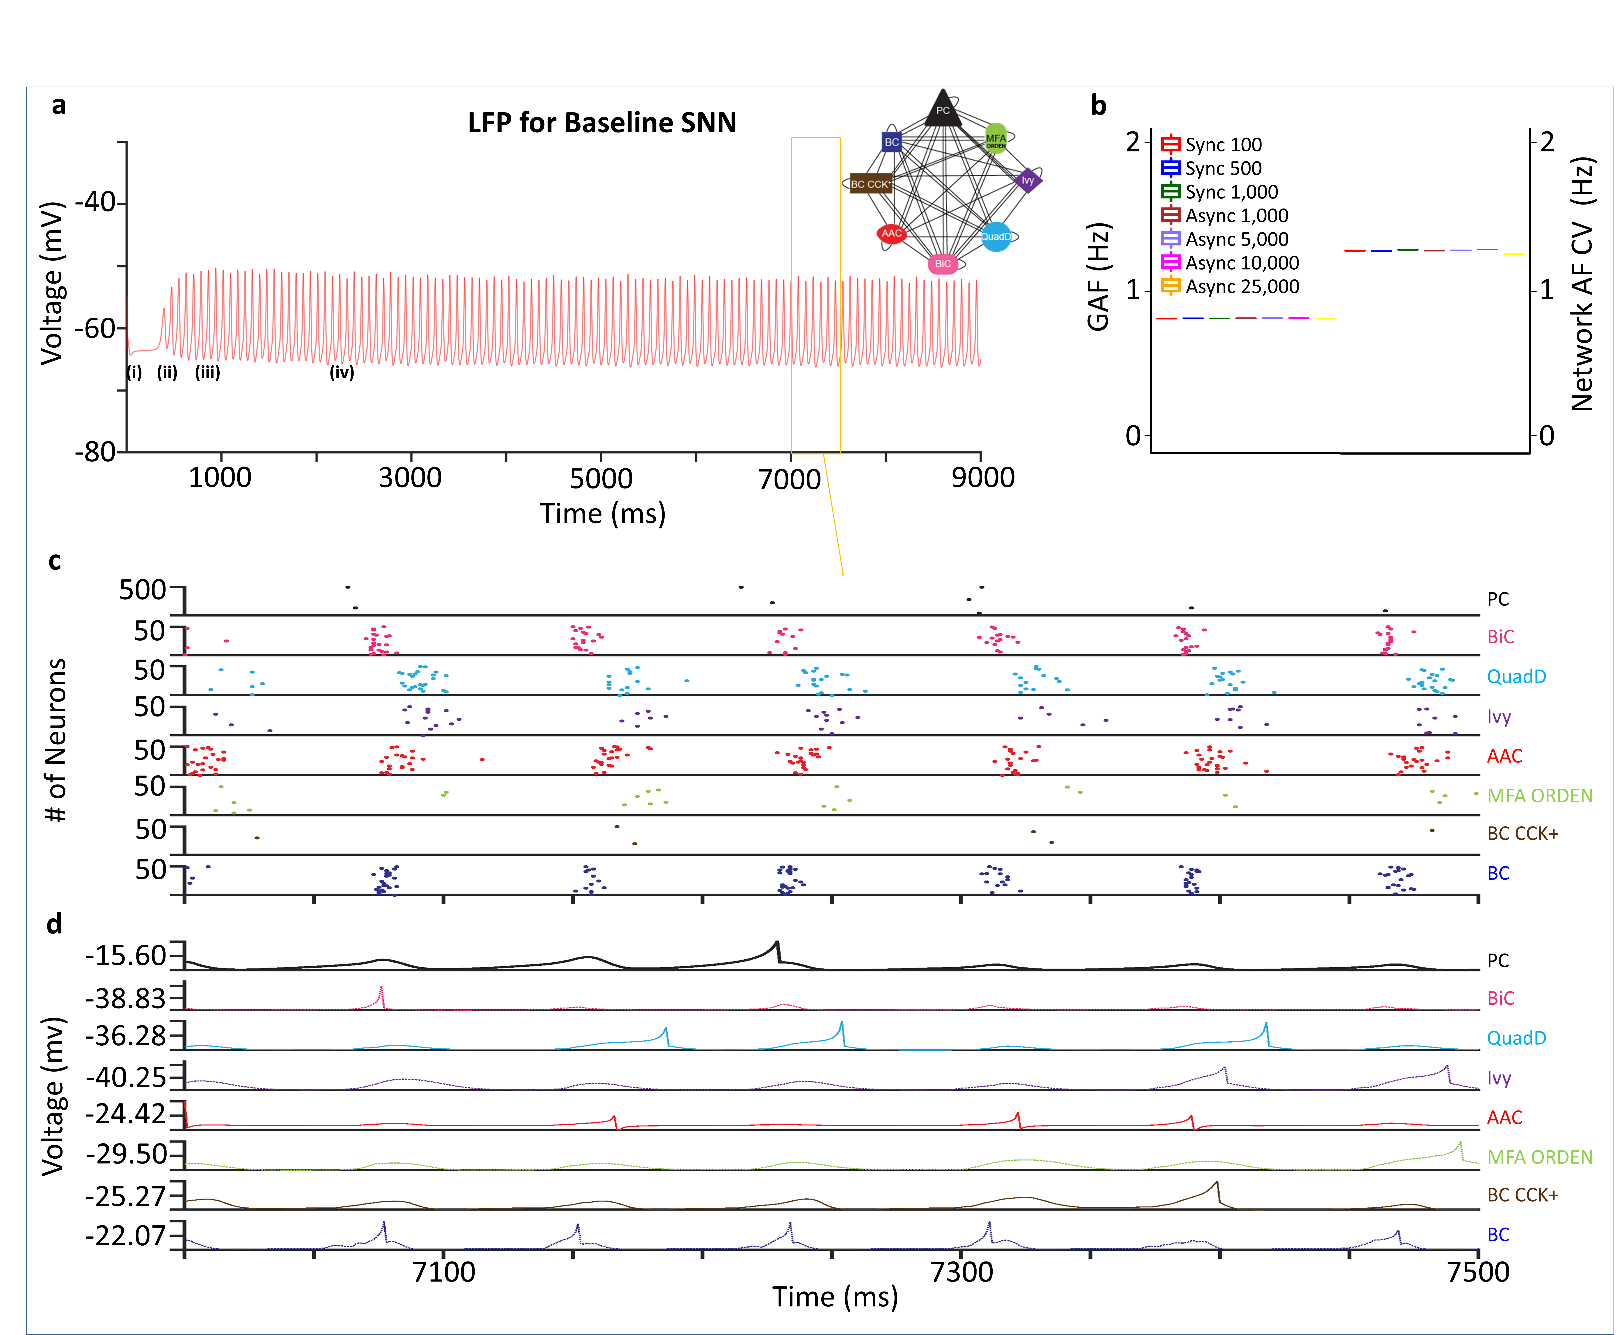 a
LFP for Baseline SNN
-40
-60
-80
Voltage (mV)
(i)
(ii)
(iii)
(iv)
1000
3000
5000
7000
9000
Time (ms)
PC
BC
MFA
ORDEN
BC CCK+
Ivy
AAC
QuadD
BiC
b
2
1
0
GAF (Hz)
Sync 100
Sync 500
Sync 1,000
Async 1,000
Async 5,000
Async 10,000
Async 25,000
2
1
0
Network AF CV (Hz)
c
# of Neurons
500
PC
50
BiC
50
QuadD
50
Ivy
50
AAC
50
MFA ORDEN
50
BC CCK+
50
BC
d
Voltage (mv)
-15.60
PC
-38.83
BiC
-36.28
QuadD
-40.25
Ivy
-24.42
AAC
-29.50
MFA ORDEN
-25.27
BC CCK+
-22.07
BC
7100
7300
7500
Time (ms)